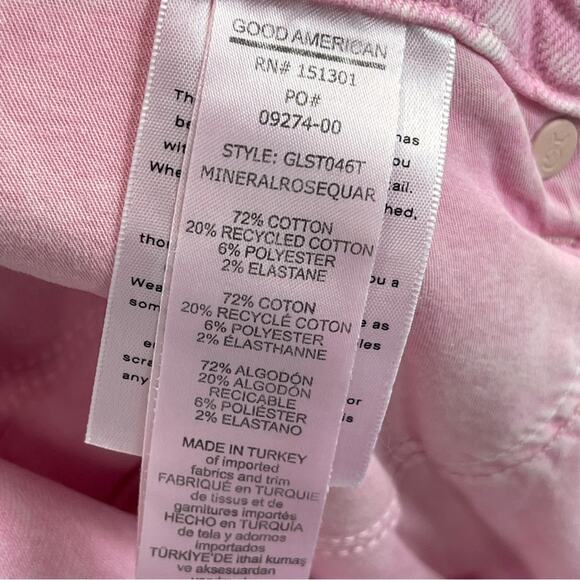 GOOD AMERICAN
RN# 151301
PO#
09274-00
STYLE: GLST046T
MINERALROSEQUAR
72% COTTON
20% RECYCLED COTTON
6% POLYESTER
2% ELASTANE
72% COTON
20% RECYCLÉ COTON
6% POLYESTER
2% ÉLASTHANNE
72% ALGODÓN
20% ALGODÓN
RECICABLE
6% POLIÉSTER
2% ELASTANO
MADE IN TURKEY
of imported
fabrics and trim
FABRIQUÉ EN TURQUIE
de tissus et de
garnitures importés
HECHO EN TURQUÍA
de tela y adornos
importados
TÜRKİYE'DE ithal kumaş
ve aksesuardan